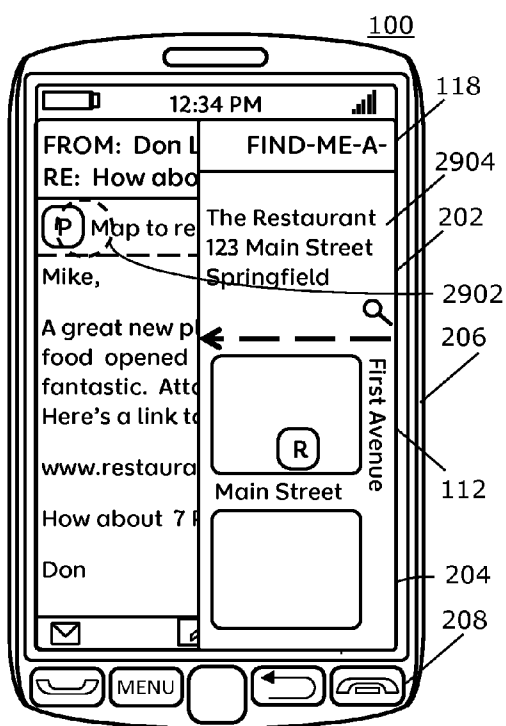 100
12:34 PM
118
FROM: Don L
FIND-ME-A-
RE: How abo
2904
P
Map to re
The Restaurant
202
123 Main Street
Mike,
Springfield
2902
A great new pl
206
food opened
fantastic. Atto
Here's a link to
First Avenue
R
www.restaura
Main Street
112
How about 7 P
Don
204
208
MENU